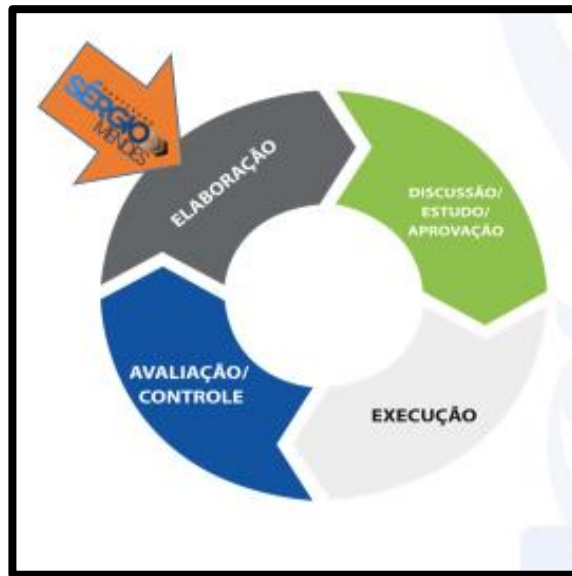 SÉRGIO
MENDES
ELABORAÇÃO
DISCUSSÃO/
ESTUDO/
APROVAÇÃO
AVALIAÇÃO/
CONTROLE
EXECUÇÃO